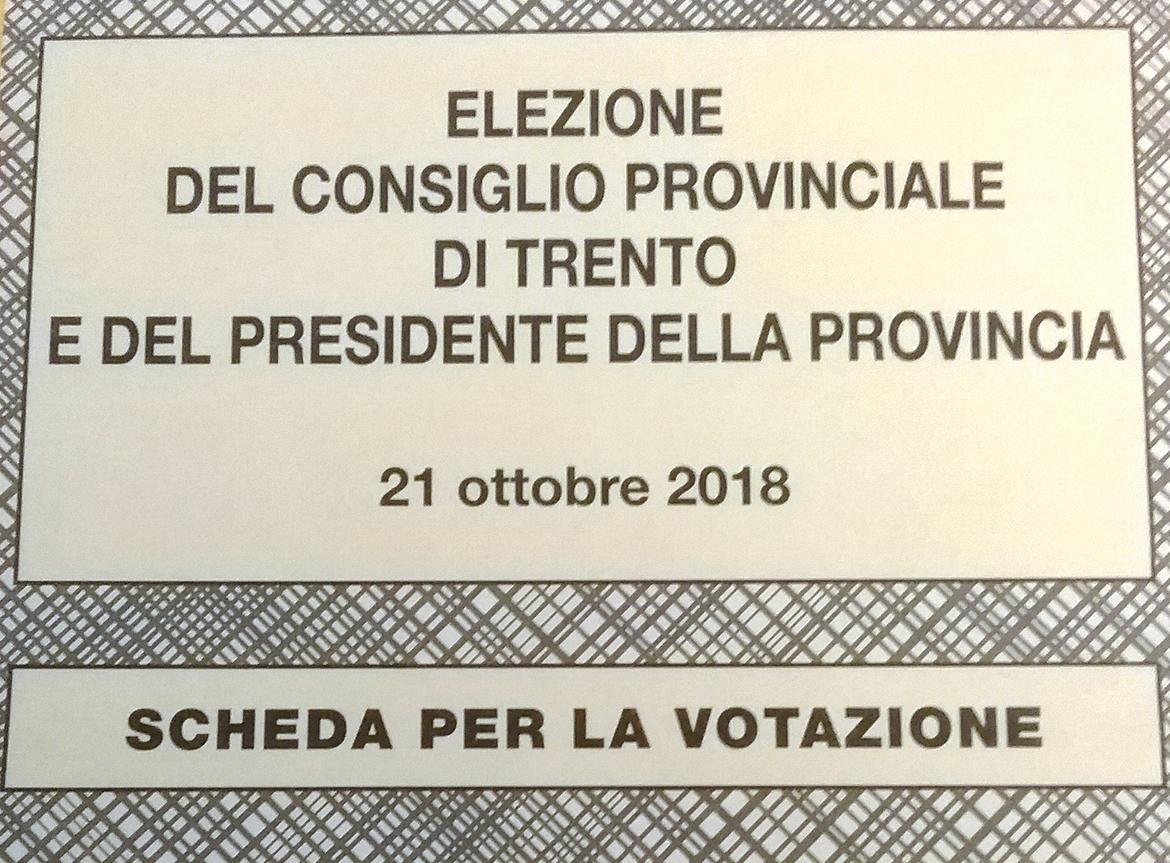 ELEZIONE
DEL CONSIGLIO PROVINCIALE
DI TRENTO
E DEL PRESIDENTE DELLA PROVINCIA
21 ottobre 2018
SCHEDA PER LA VOTAZIONE